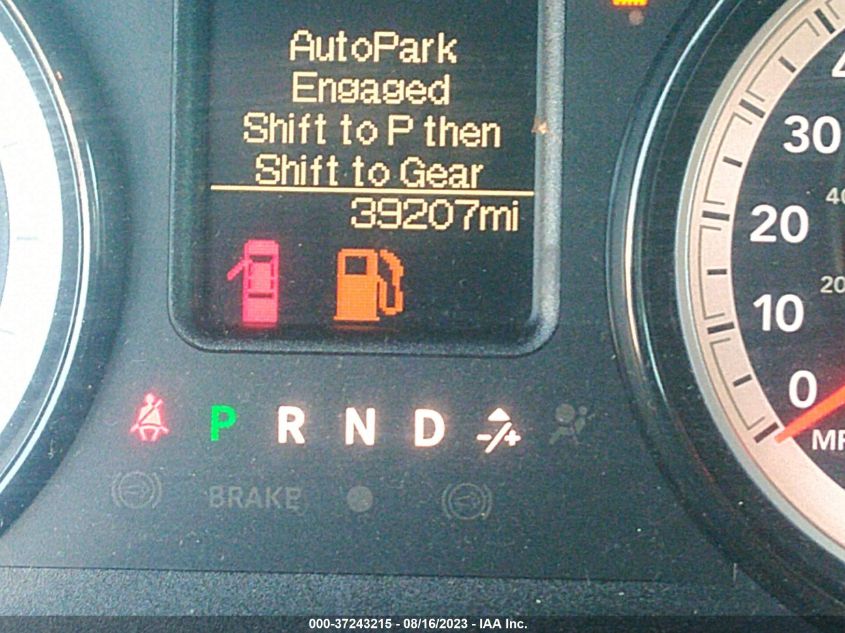 AutoPark
Engaged
Shift to P then
Shift to Gear
39207mi
P R N D -/+
BRAKE
30
20
10
0
20
000-37243215 - 08/16/2023 - IAA Inc.